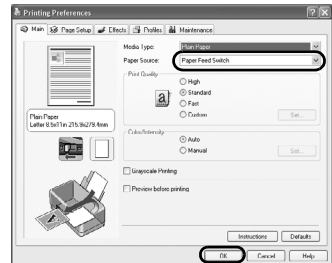 Printing Preferences
Main Page Setup Effects Profiles Maintenance
Media Type: Plain Paper
Paper Source: Paper Feed Switch
Print Quality
High
Standard
Fast
Custom Set...
Plain Paper
Letter 8.5x11in 215.9x279.4mm
Color/Intensity
Auto
Manual Set...
Grayscale Printing
Preview before printing
Instructions Defaults
OK Cancel Help